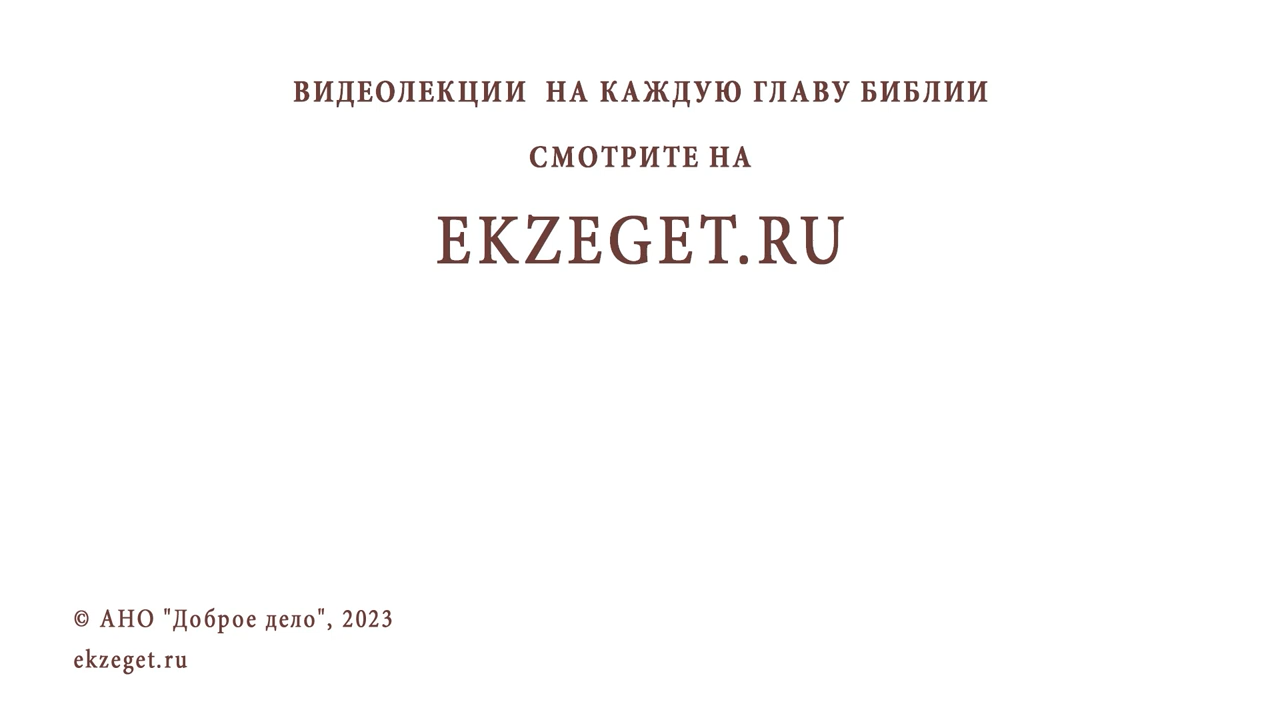 ВИДЕОЛЕКЦИИ НА КАЖДУЮ ГЛАВУ БИБЛИИ
СМОТРИТЕ НА
EKZEGET.RU
© АНО "Доброе дело", 2023
ekzeget.ru